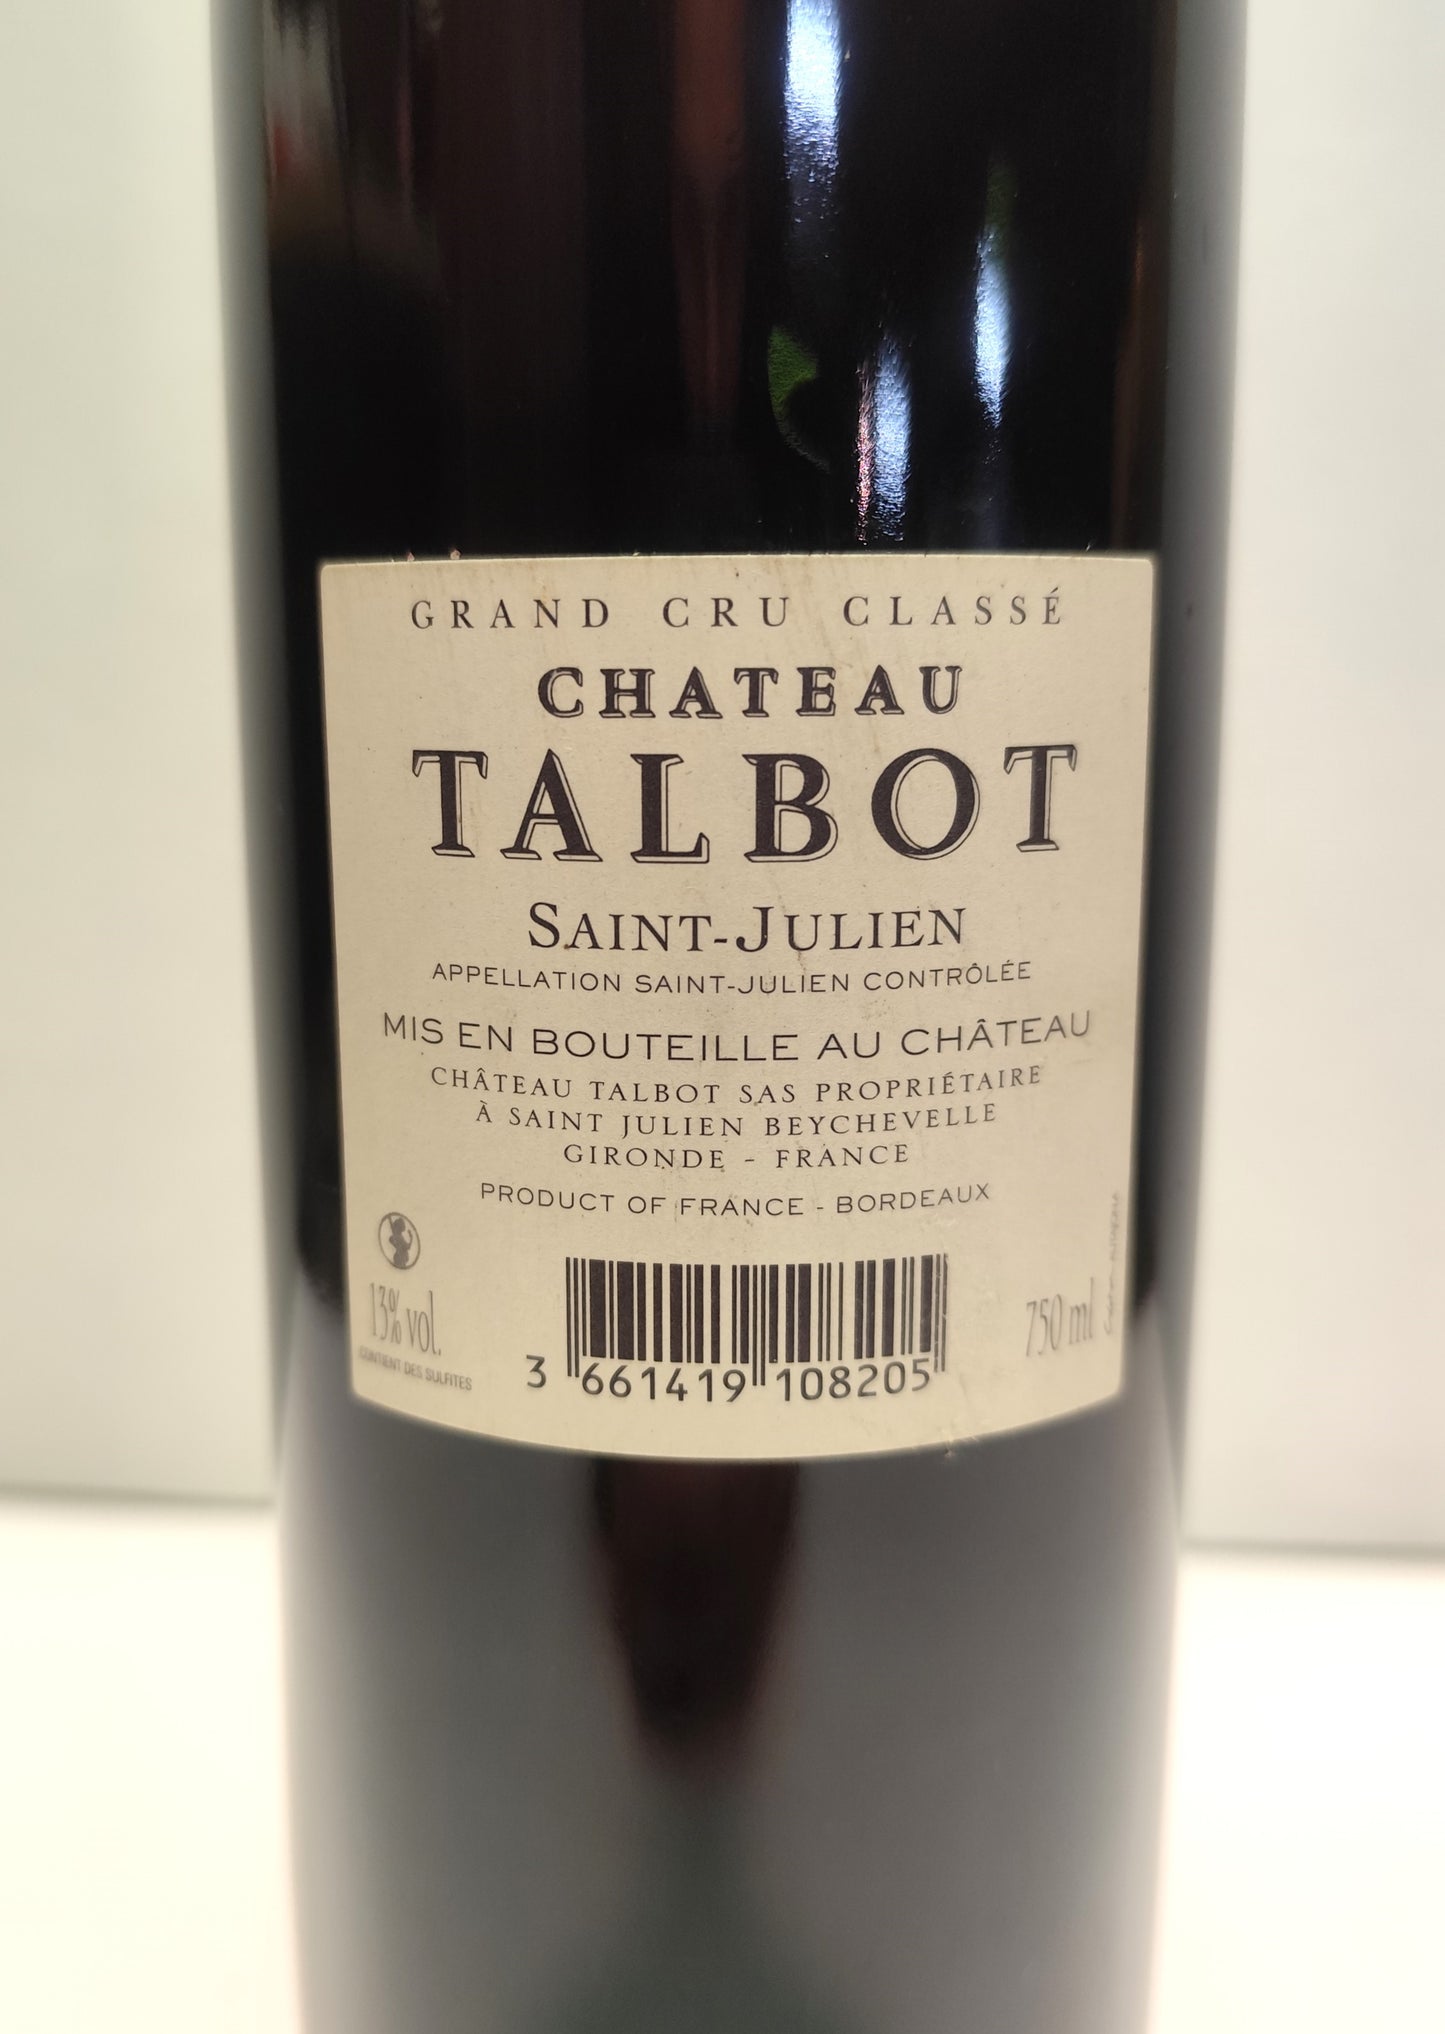 GRAND CRU CLASSÉ
CHATEAU
TALBOT
SAINT-JULIEN
APPELLATION SAINT-JULIEN CONTRÔLÉE
MIS EN BOUTEILLE AU CHÂTEAU
CHÂTEAU TALBOT SAS PROPRIÉTAIRE
À SAINT JULIEN BEYCHEVELLE
GIRONDE - FRANCE
PRODUCT OF FRANCE - BORDEAUX
13% vol.
750 ml
CONTIENT DES SULFITES
3 661419 108205